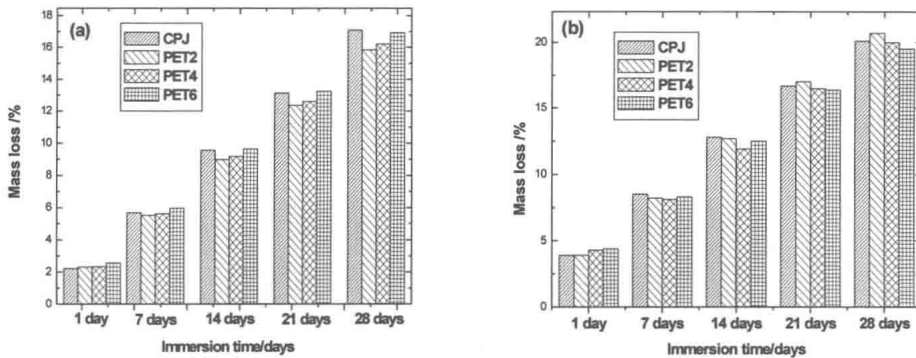 (a)
CPJ
PET2
PET4
PET6
Mass loss /%
18
16
14
12
10
8
6
4
2
0
1 day 7 days 14 days 21 days 28 days
Immersion time/days
(b)
CPJ
PET2
PET4
PET6
Mass loss /%
20
15
10
5
0
1 day 7 days 14 days 21 days 28 days
Immersion time/days